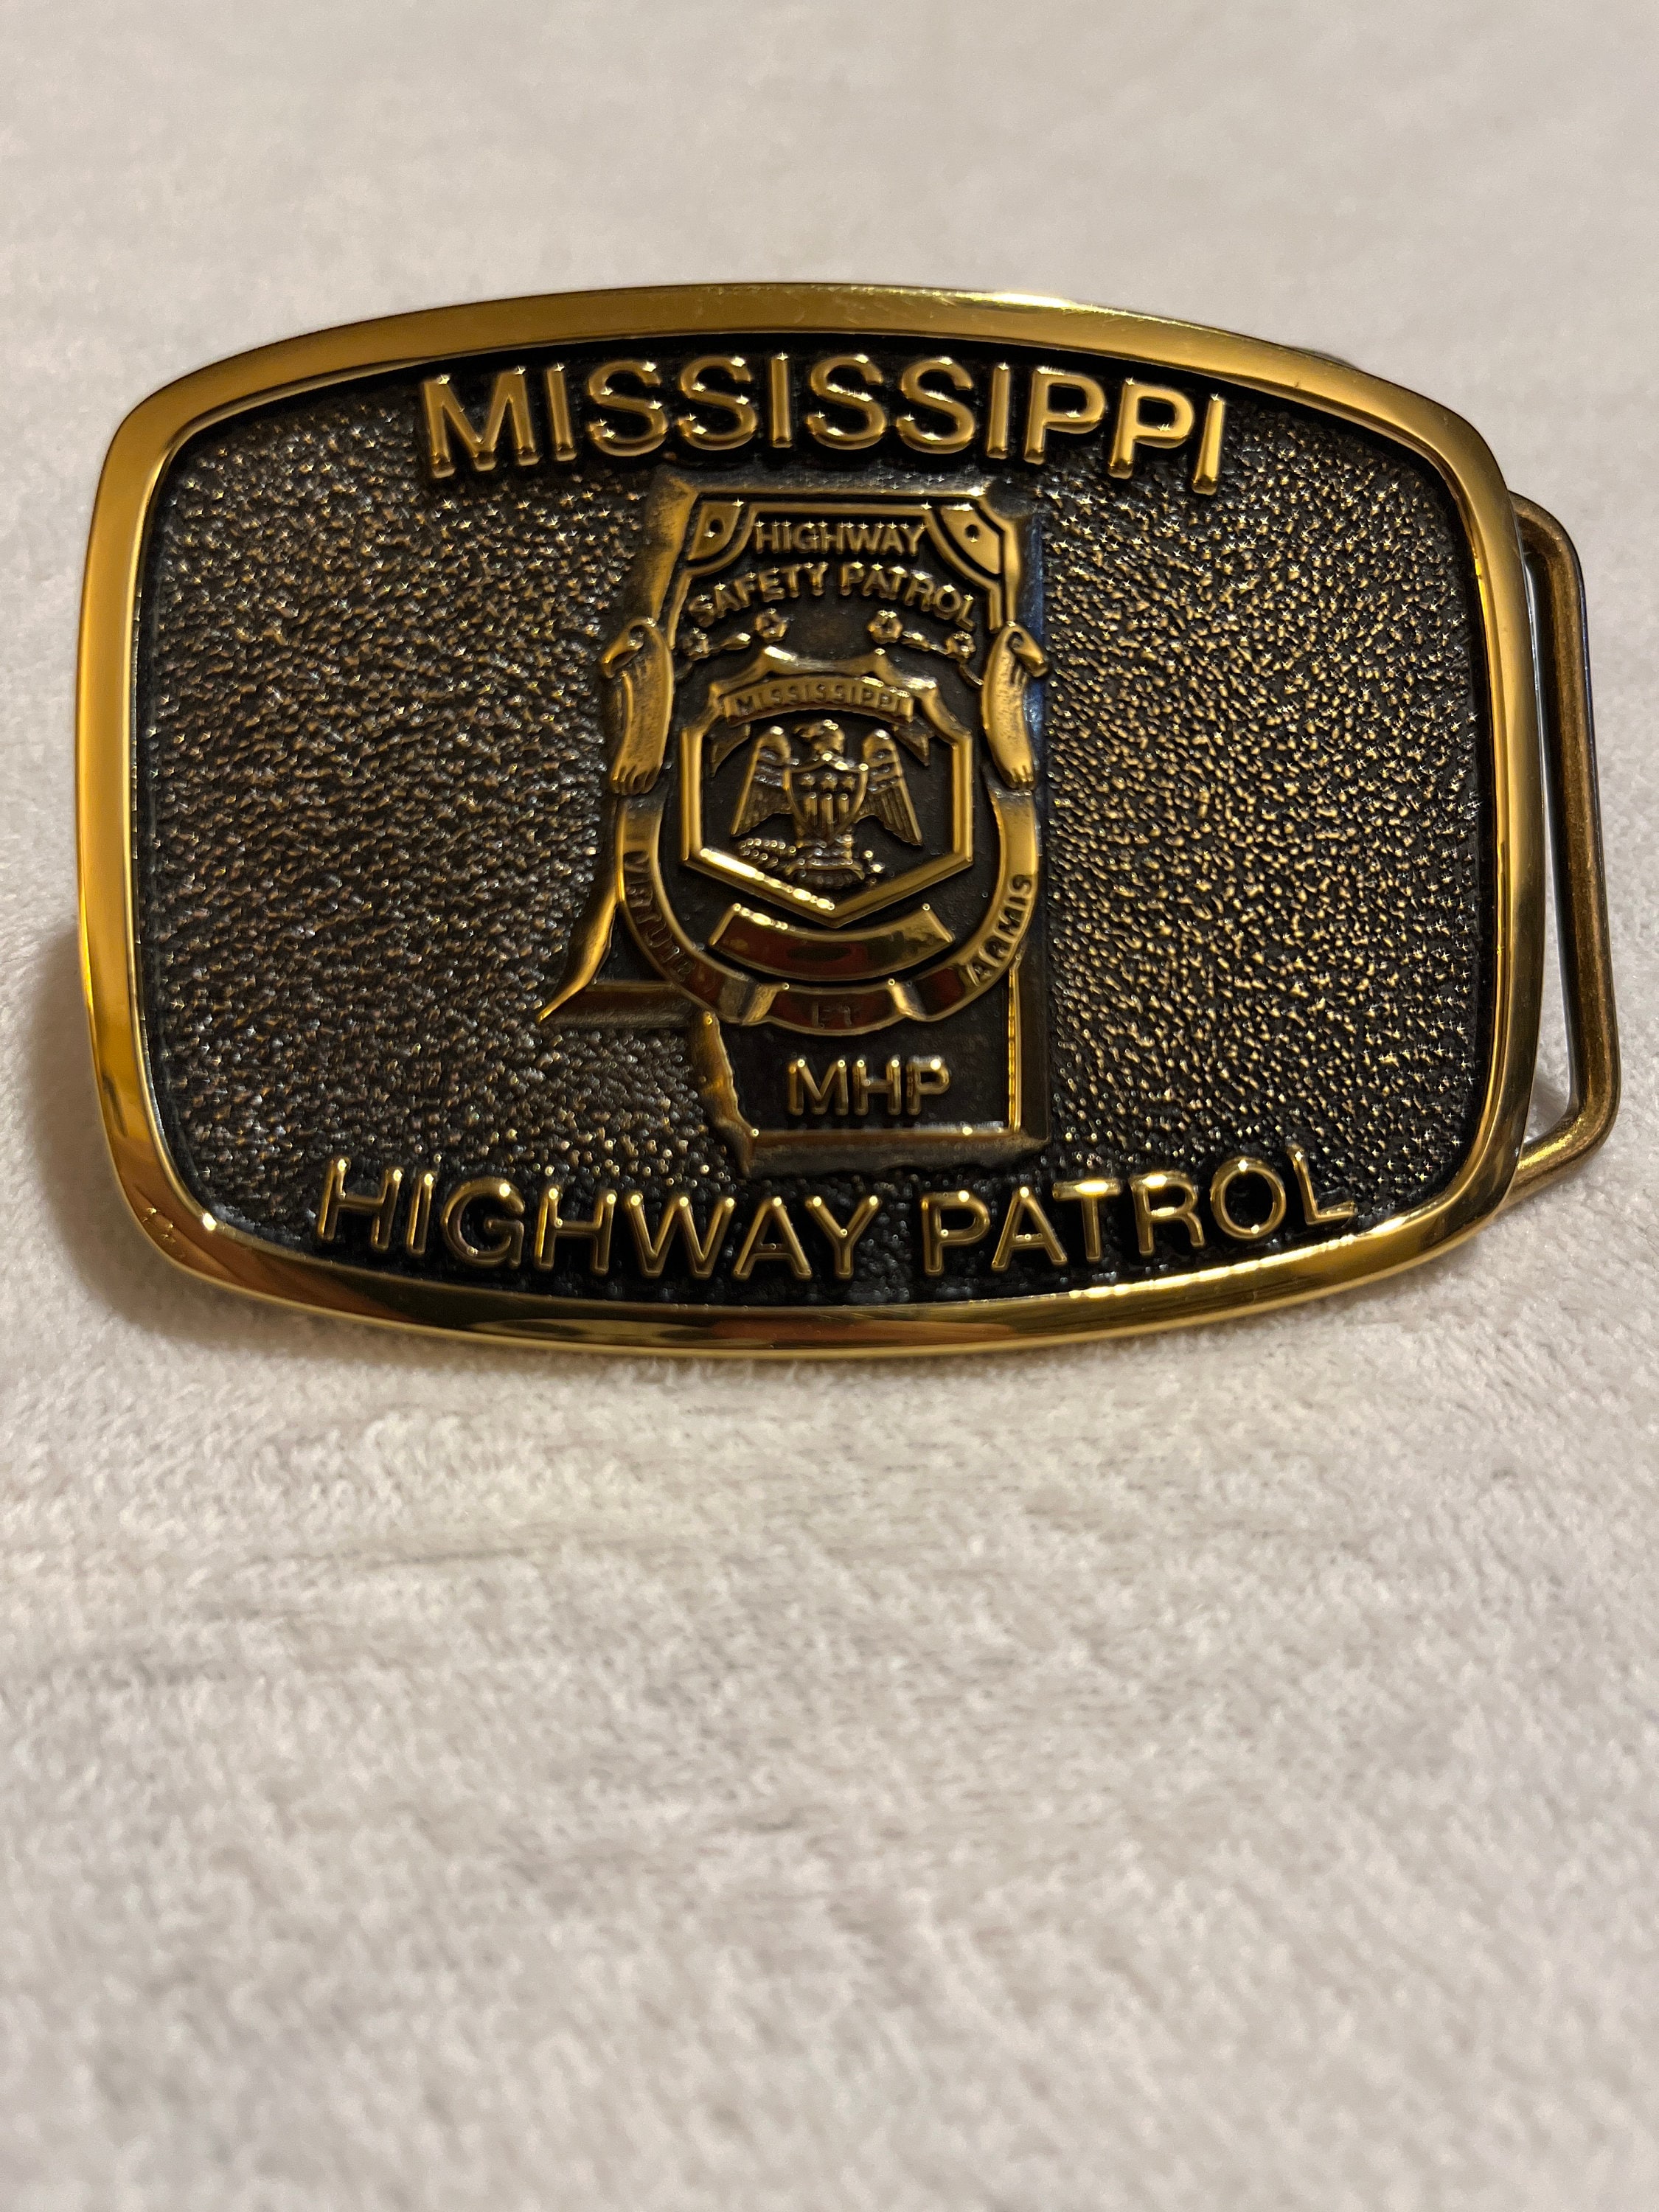 MISSISSIPPI
HIGHWAY
SAFETY PATROL
MISSISSIPPI
VIRTUTE ET ARMIS
MHP
HIGHWAY PATROL